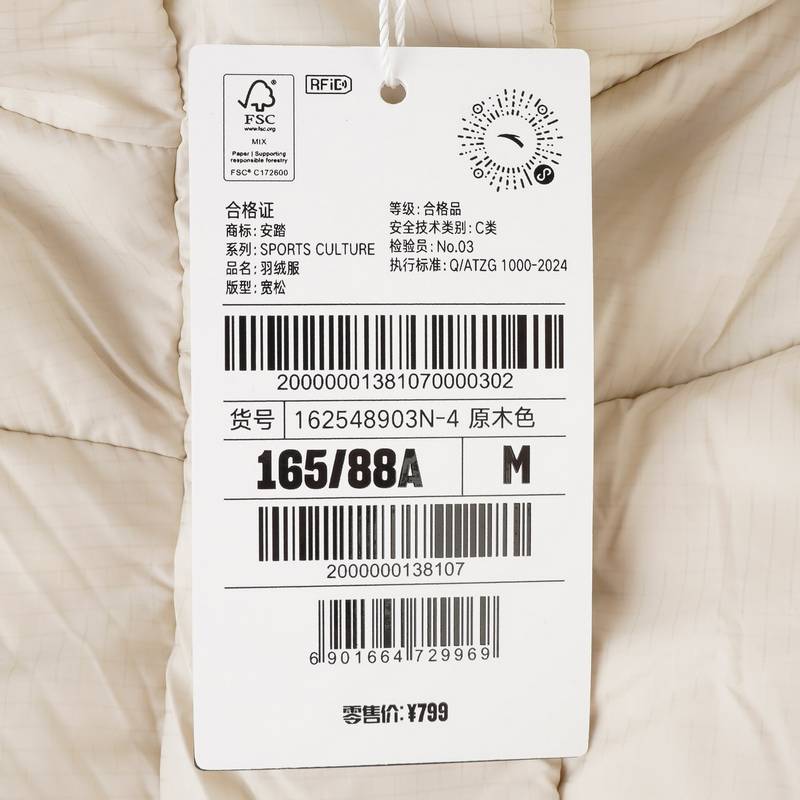 RFiD
FSC
www.fsc.org
MIX
Paper | Supporting
responsible forestry
FSC® C172600
合格证
商标:安踏
系列:SPORTS CULTURE
品名:羽绒服
版型:宽松
等级:合格品
安全技术类别:C类
检验员:No.03
执行标准:Q/ATZG 1000-2024
20000001381070000302
货号 162548903N-4 原木色
165/88A M
2000000138107
6901664729969
零售价:¥799